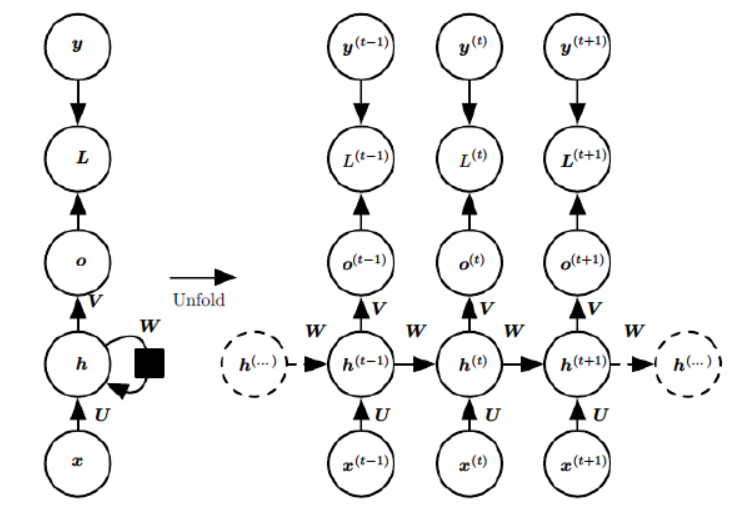 y y^(t−1) y^(t) y^(t+1)
L L^(t−1) L^(t) L^(t+1)
o o^(t−1) o^(t) o^(t+1)
Unfold
V V V V
W W W W W
h h^(...) h^(t−1) h^(t) h^(t+1) h^(...)
U U U U
x x^(t−1) x^(t) x^(t+1)